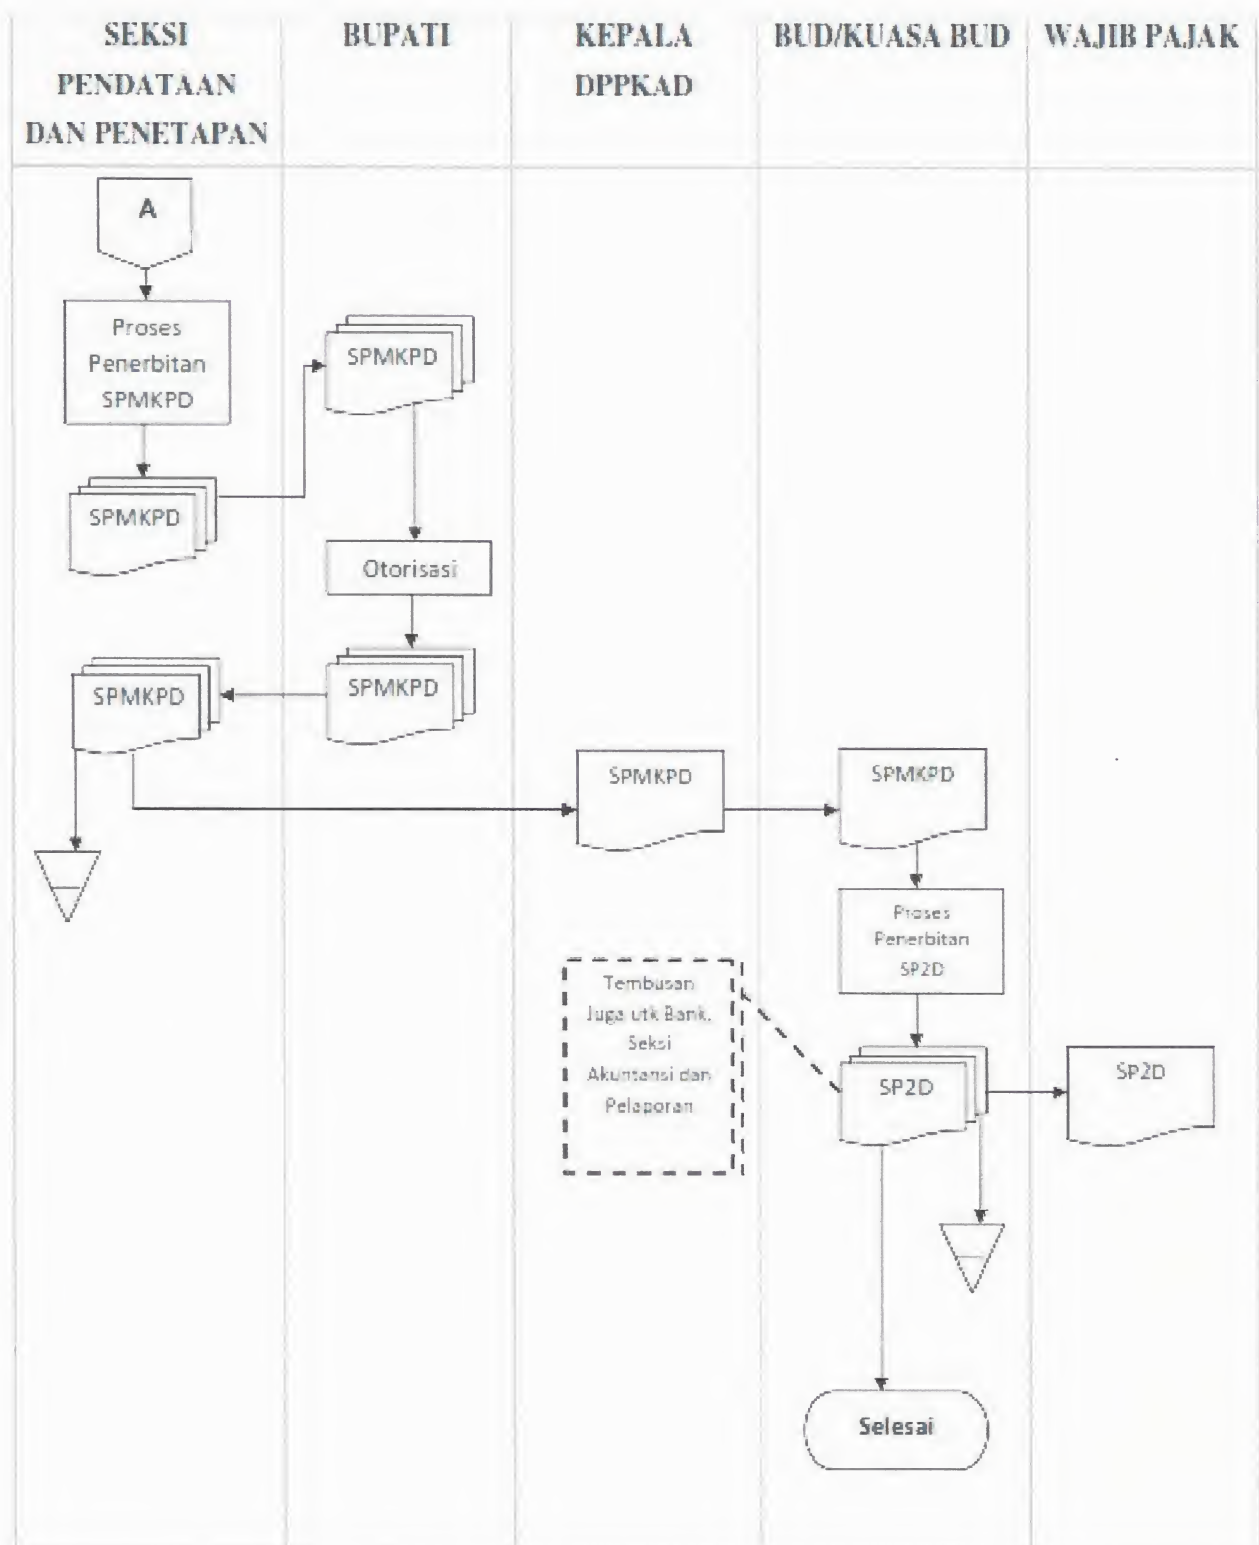 SEKSI
PENDATAAN
DAN PENETAPAN
BUPATI
KEPALA
DPPKAD
BUD/KUASA BUD
WAJIB PAJAK
A
Proses
Penerbitan
SPMKPD
SPMKPD
SPMKPD
Otorisasi
SPMKPD
SPMKPD
SPMKPD
SPMKPD
Proses
Penerbitan
SP2D
Tembusan
Juga utk Bank,
Seksi
Akuntansi dan
Pelaporan
SP2D
SP2D
Selesai